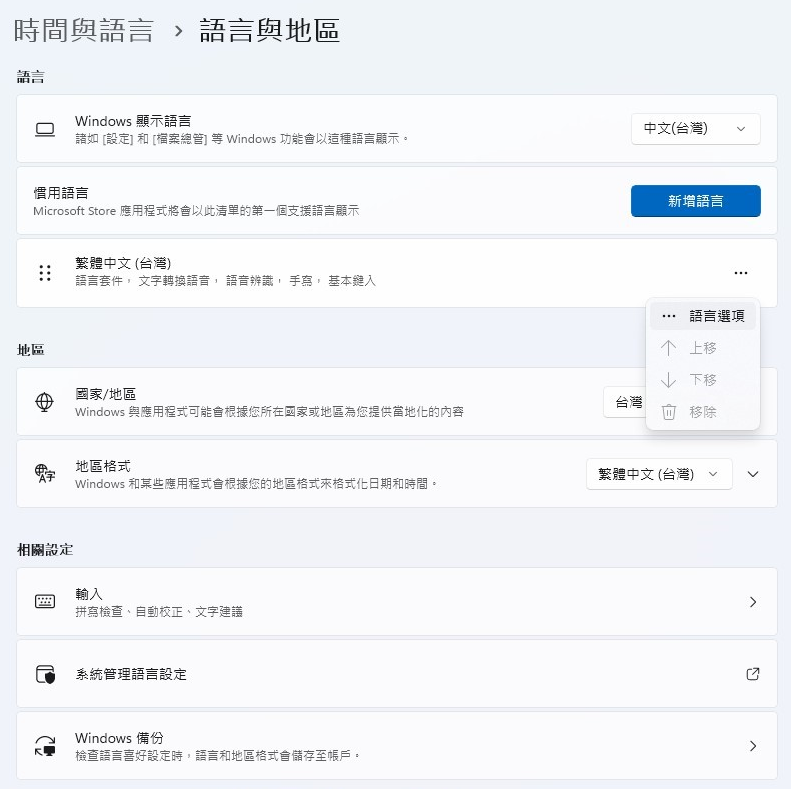 時間與語言 › 語言與地區
語言
Windows 顯示語言
諸如 [設定] 和 [檔案總管] 等 Windows 功能會以這種語言顯示。
中文(台灣)
慣用語言
Microsoft Store 應用程式將會以此清單的第一個支援語言顯示
新增語言
繁體中文 (台灣)
語言套件, 文字轉換語音, 語音辨識, 手寫, 基本鍵入
語言選項
上移
下移
移除
地區
國家/地區
Windows 與應用程式可能會根據您所在國家或地區為您提供當地化的內容
台灣
地區格式
Windows 和某些應用程式會根據您的地區格式來格式化日期和時間。
繁體中文 (台灣)
相關設定
輸入
拼寫檢查、自動校正、文字建議
系統管理語言設定
Windows 備份
檢查語言喜好設定時,語言和地區格式會儲存至帳戶。